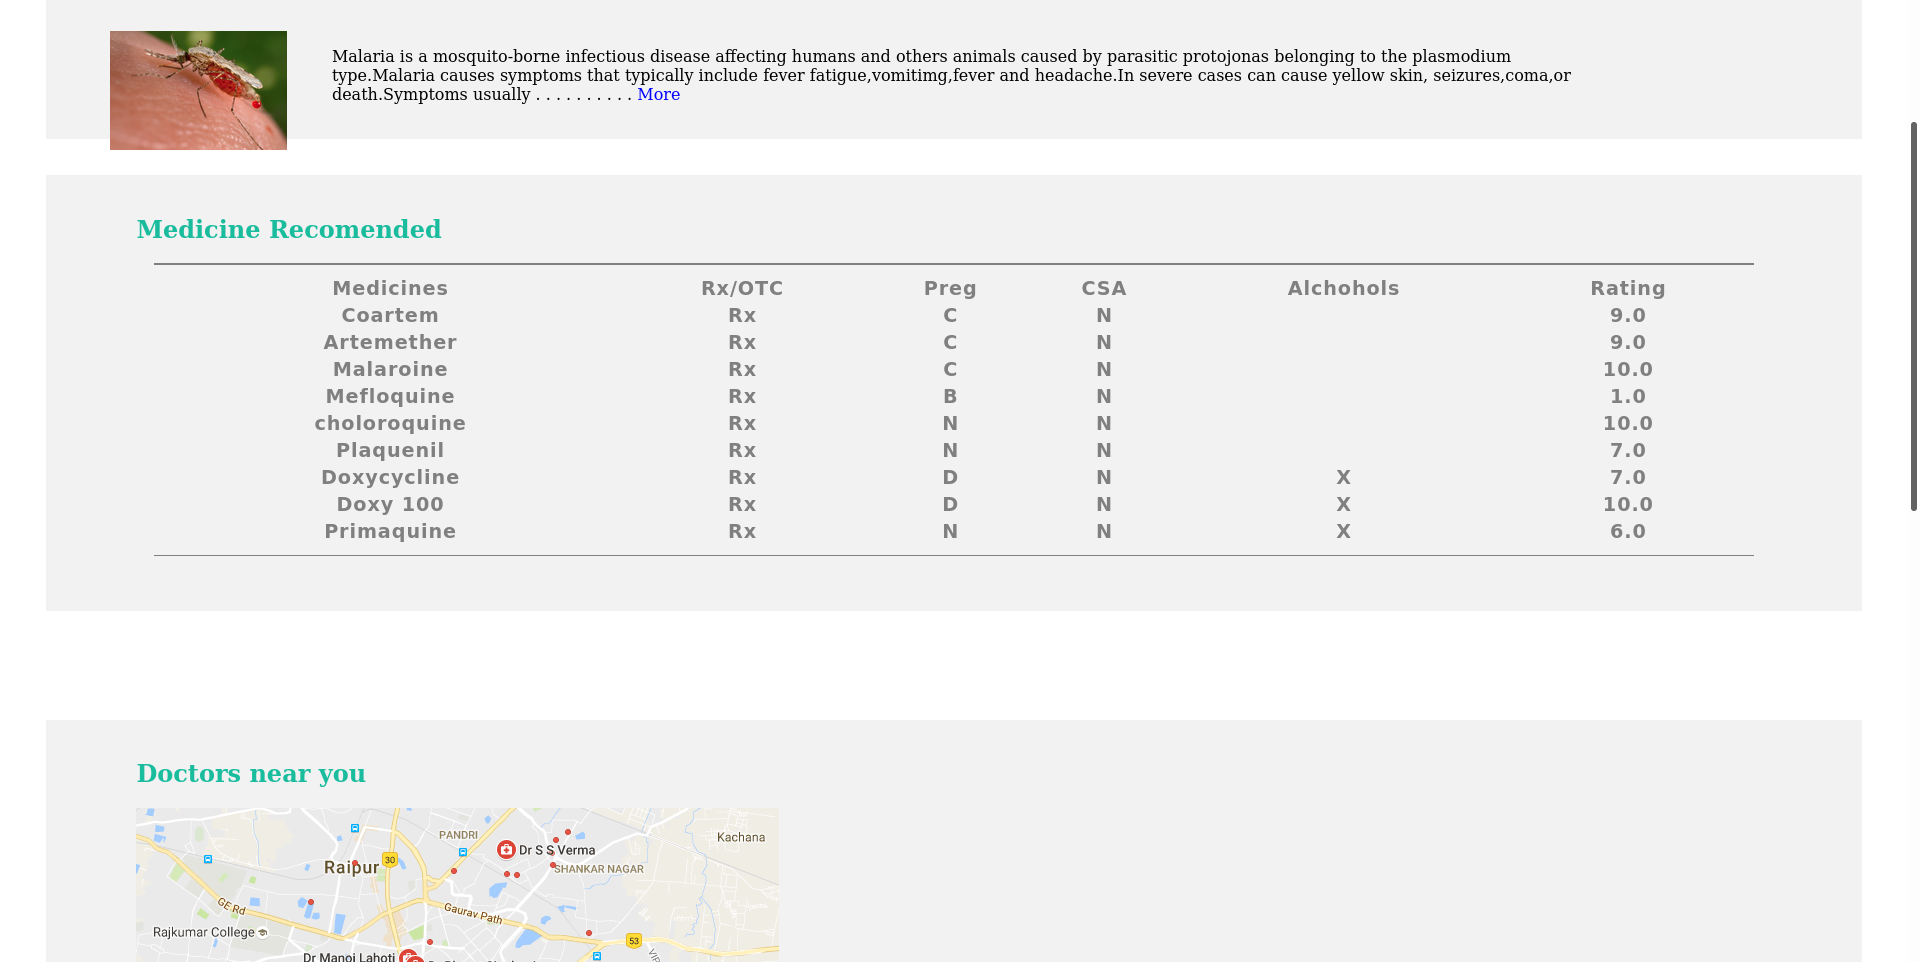 Malaria is a mosquito-borne infectious disease affecting humans and others animals caused by parasitic protojonas belonging to the plasmodium
type.Malaria causes symptoms that typically include fever fatigue,vomitimg,fever and headache.In severe cases can cause yellow skin, seizures,coma,or
death.Symptoms usually . . . . . . . . . . More
Medicine Recomended
Medicines Rx/OTC Preg CSA Alchohols Rating
Coartem Rx C N 9.0
Artemether Rx C N 9.0
Malaroine Rx C N 10.0
Mefloquine Rx B N 1.0
choloroquine Rx N N 10.0
Plaquenil Rx N N 7.0
Doxycycline Rx D N X 7.0
Doxy 100 Rx D N X 10.0
Primaquine Rx N N X 6.0
Doctors near you
PANDRI
Kachana
Dr S S Verma
Raipur 30
SHANKAR NAGAR
GE Rd
Gaurav Path
Rajkumar College
53
Dr Manoj Lahoti